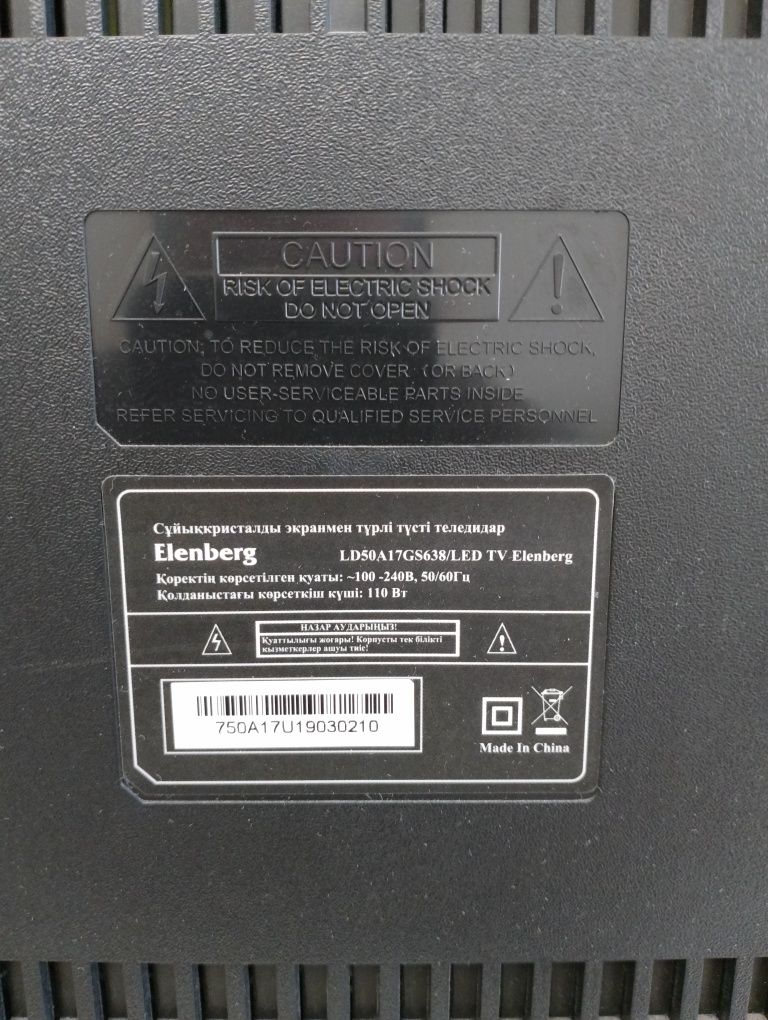 CAUTION
RISK OF ELECTRIC SHOCK
DO NOT OPEN
CAUTION: TO REDUCE THE RISK OF ELECTRIC SHOCK,
DO NOT REMOVE COVER (OR BACK)
NO USER-SERVICEABLE PARTS INSIDE
REFER SERVICING TO QUALIFIED SERVICE PERSONNEL
Сұйыққристалды экранмен түрлі түсті теледидар
Elenberg LD50A17GS638/LED TV Elenberg
Қоректің көрсетілген қуаты: ~100 -240В, 50/60Гц
Қолданыстағы көрсеткіш күші: 110 Вт
НАЗАР АУДАРЫҢЫЗ!
Қуаттылығы жоғары! Корпусты тек білікті
қызметкерлер ашуы тиіс!
750A17U19030210
Made In China